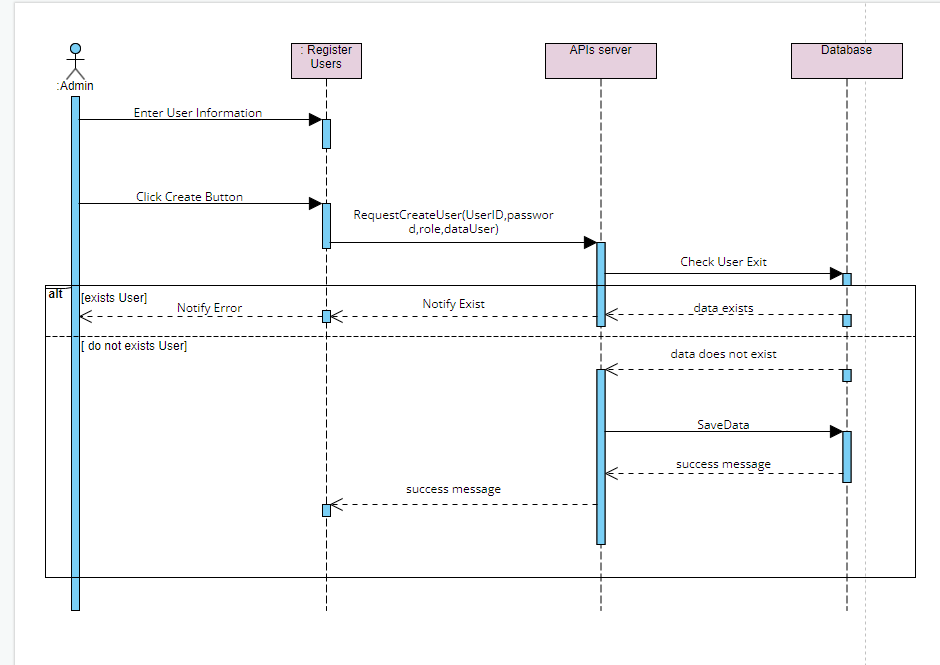 : Register
Users
APIs server
Database
:Admin
Enter User Information
Click Create Button
RequestCreateUser(UserID,passwor
d,role,dataUser)
Check User Exit
alt
[exists User]
Notify Error
Notify Exist
data exists
[ do not exists User]
data does not exist
SaveData
success message
success message